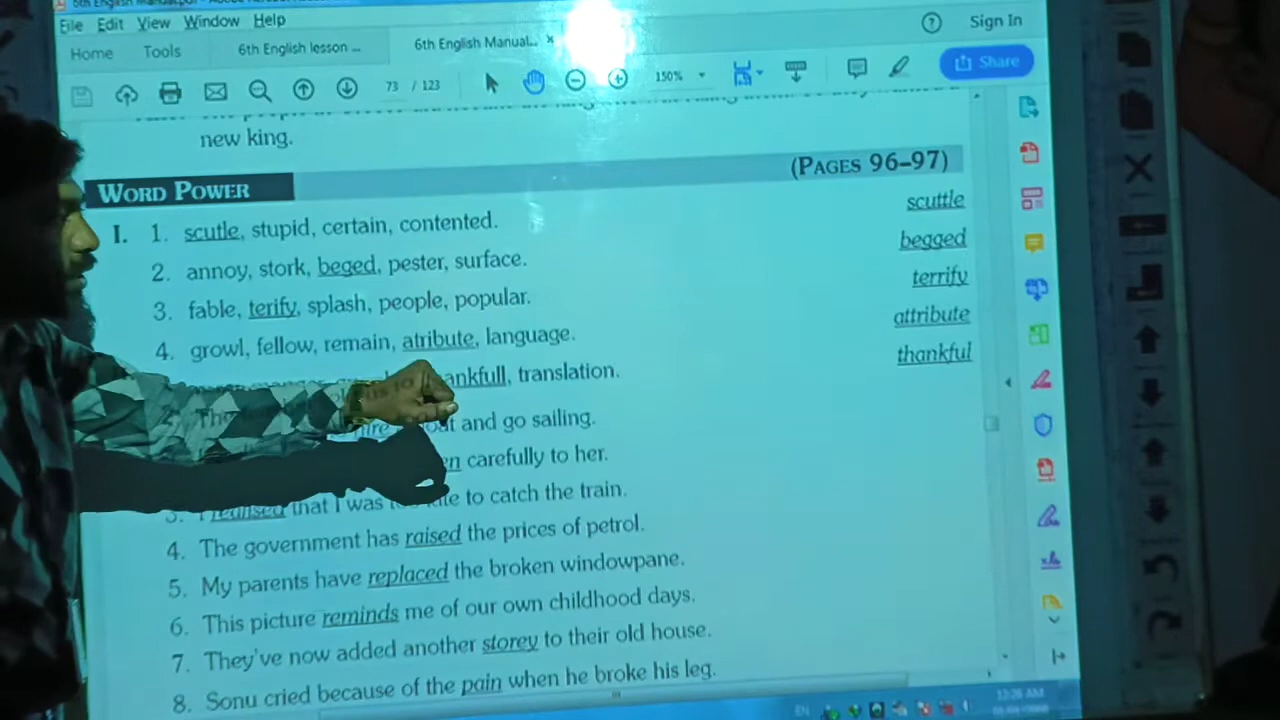 File Edit View Window Help
Home Tools 6th English lesson ... 6th English Manual... ×
Sign In
73 / 123 150% Share
new king.
WORD POWER (PAGES 96–97)
I. 1. scutle, stupid, certain, contented. scuttle
2. annoy, stork, beged, pester, surface. begged
3. fable, terify, splash, people, popular. terrify
4. growl, fellow, remain, atribute, language. attribute
ankfull, translation. thankful
and go sailing.
carefully to her.
3. I realised that I was to catch the train.
4. The government has raised the prices of petrol.
5. My parents have replaced the broken windowpane.
6. This picture reminds me of our own childhood days.
7. They've now added another storey to their old house.
8. Sonu cried because of the pain when he broke his leg.
EN 12:26 AM